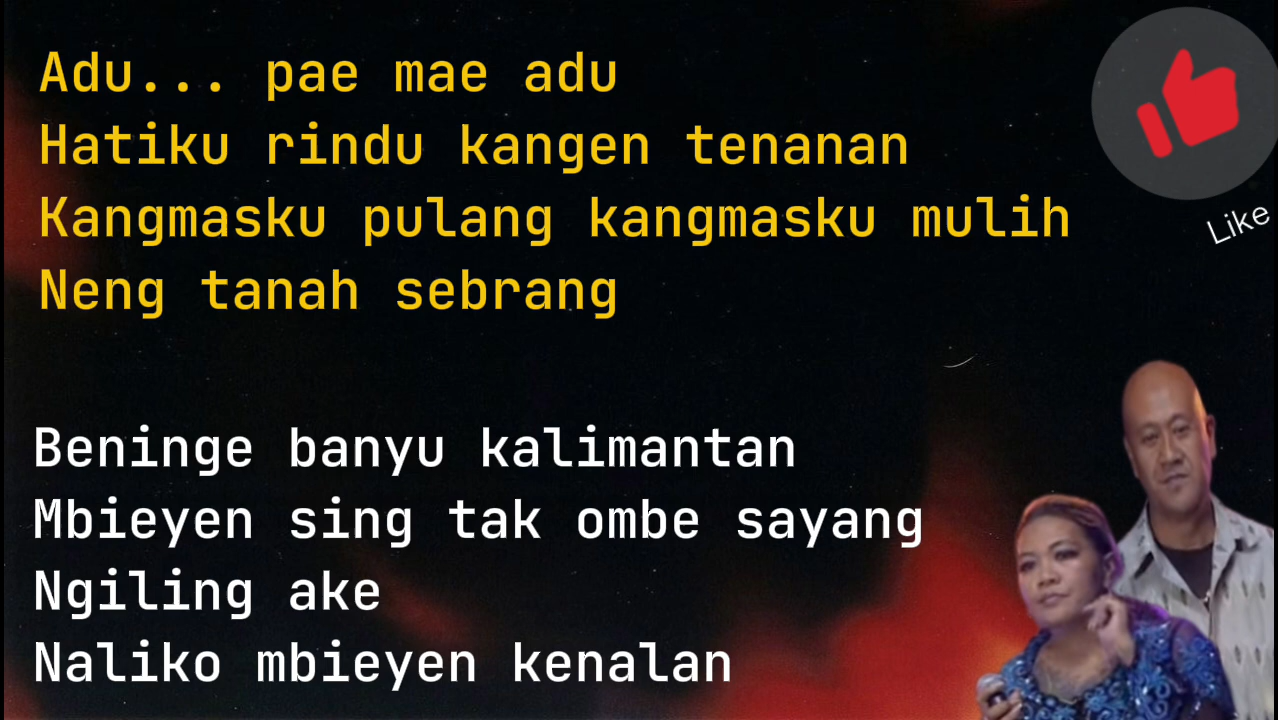 Adu... pae mae adu
Hatiku rindu kangen tenanan
Kangmasku pulang kangmasku mulih
Neng tanah sebrang
Like
Beninge banyu kalimantan
Mbieyen sing tak ombe sayang
Ngiling ake
Naliko mbieyen kenalan